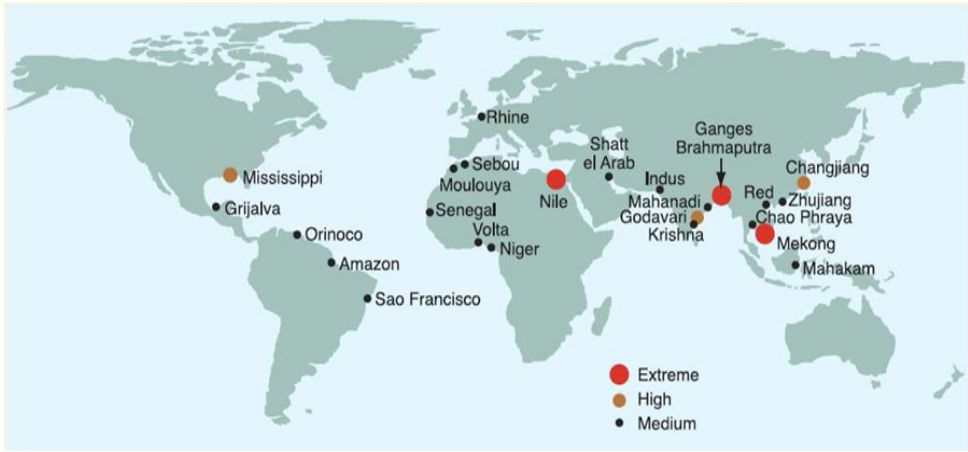 Rhine
Ganges
Brahmaputra
Shatt
el Arab
Changjiang
Sebou
Moulouya
Mississippi
Indus
Nile
Mahanadi
Red
Zhujiang
Grijalva
Senegal
Godavari
Chao Phraya
Volta
Krishna
Orinoco
Niger
Mekong
Amazon
Mahakam
Sao Francisco
Extreme
High
Medium